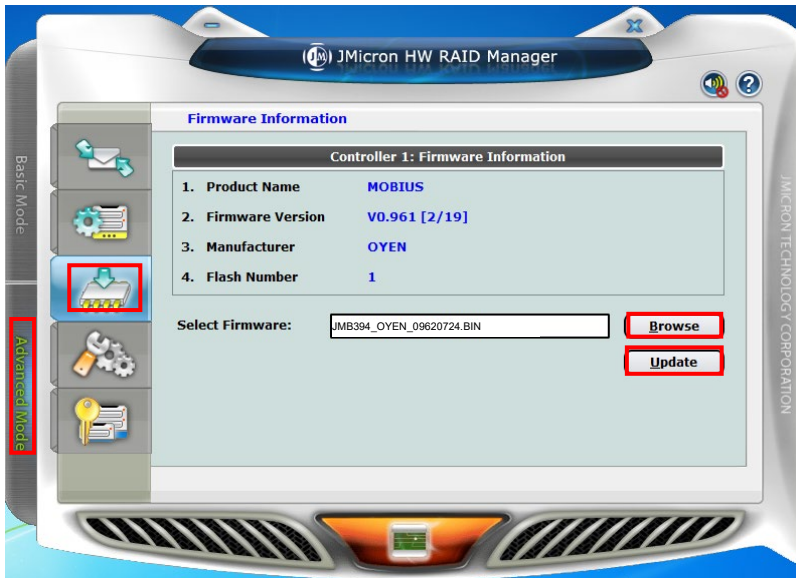 JMicron HW RAID Manager
Firmware Information
Controller 1: Firmware Information
1. Product Name MOBIUS
2. Firmware Version V0.961 [2/19]
3. Manufacturer OYEN
4. Flash Number 1
Select Firmware: JMB394_OYEN_09620724.BIN Browse
Update
Basic Mode
Advanced Mode
JMICRON TECHNOLOGY CORPORATION